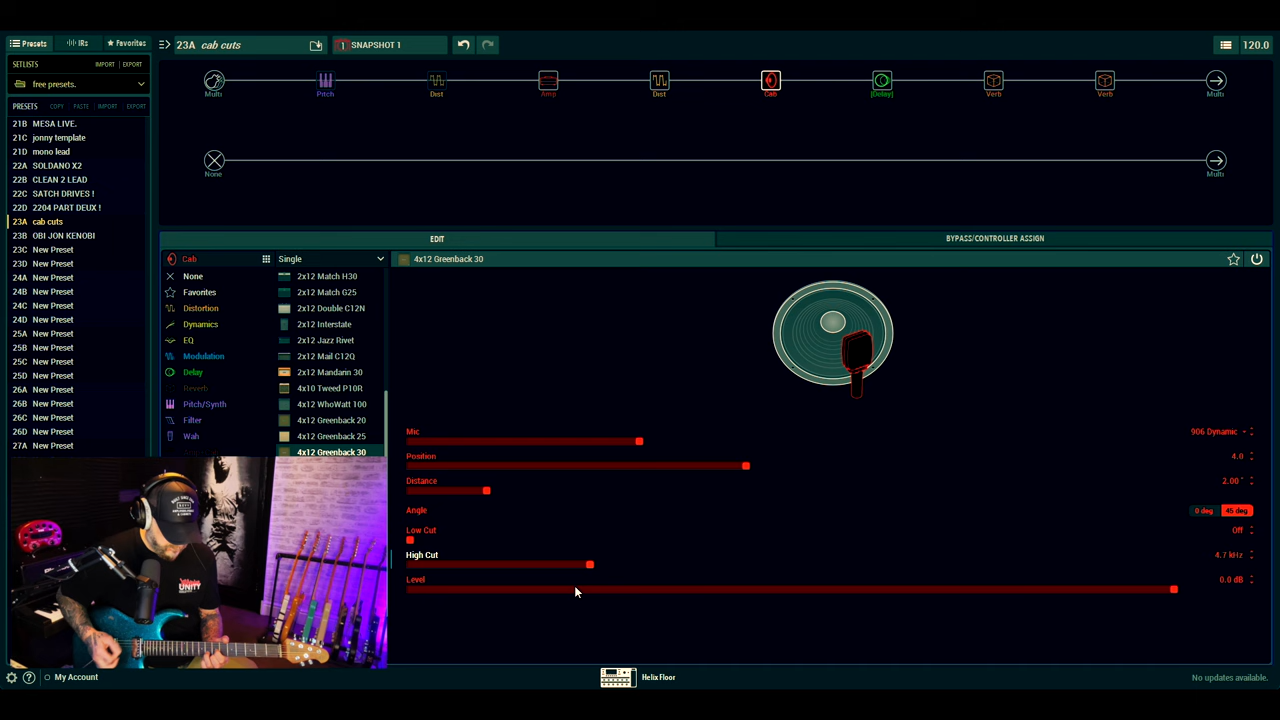 Presets IRs Favorites 23A cab cuts 1 SNAPSHOT 1 120.0
SETLISTS IMPORT EXPORT
free presets.
PRESETS COPY PASTE IMPORT EXPORT
Multi Pitch Dist Amp Dist Cab [Delay] Verb Verb Multi
None Multi
21B MESA LIVE.
21C jonny template
21D mono lead
22A SOLDANO X2
22B CLEAN 2 LEAD
22C SATCH DRIVES !
22D 2204 PART DEUX !
23A cab cuts
23B OBI JON KENOBI
23C New Preset
23D New Preset
24A New Preset
24B New Preset
24C New Preset
24D New Preset
25A New Preset
25B New Preset
25C New Preset
25D New Preset
26A New Preset
26B New Preset
26C New Preset
26D New Preset
27A New Preset
EDIT BYPASS/CONTROLLER ASSIGN
Cab Single 4x12 Greenback 30
None
Favorites
Distortion
Dynamics
EQ
Modulation
Delay
Reverb
Pitch/Synth
Filter
Wah
2x12 Match H30
2x12 Match G25
2x12 Double C12N
2x12 Interstate
2x12 Jazz Rivet
2x12 Mail C12Q
2x12 Mandarin 30
4x10 Tweed P10R
4x12 WhoWatt 100
4x12 Greenback 20
4x12 Greenback 25
4x12 Greenback 30
Mic 906 Dynamic
Position 4.0
Distance 2.00"
Angle 0 deg 45 deg
Low Cut Off
High Cut 4.7 kHz
Level 0.0 dB
UNITY
My Account Helix Floor No updates available.